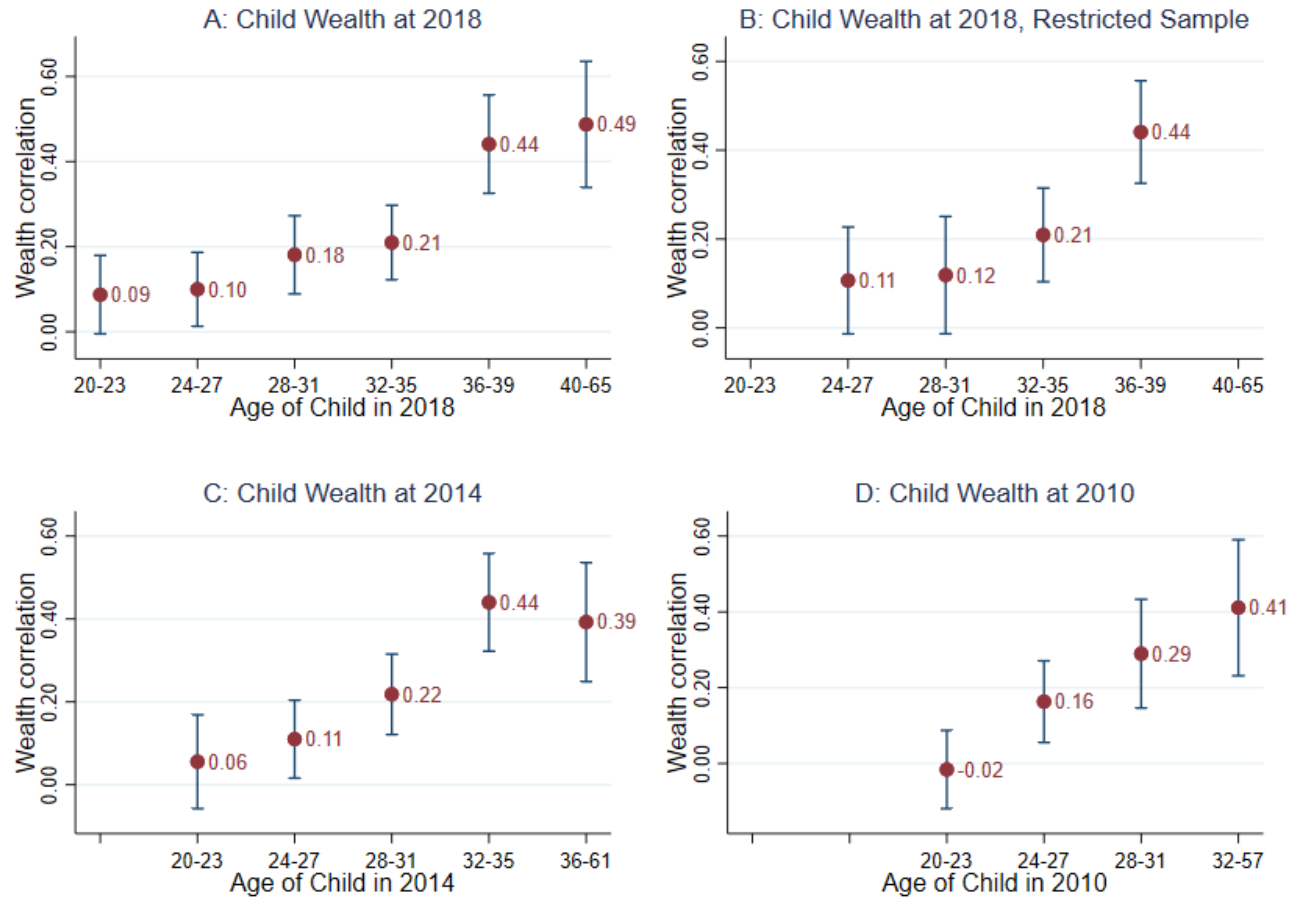 A: Child Wealth at 2018
Wealth correlation
0.60
0.40
0.20
0.00
0.09
0.10
0.18
0.21
0.44
0.49
20-23 24-27 28-31 32-35 36-39 40-65
Age of Child in 2018
B: Child Wealth at 2018, Restricted Sample
Wealth correlation
0.60
0.40
0.20
0.00
0.11
0.12
0.21
0.44
20-23 24-27 28-31 32-35 36-39 40-65
Age of Child in 2018
C: Child Wealth at 2014
Wealth correlation
0.60
0.40
0.20
0.00
0.06
0.11
0.22
0.44
0.39
20-23 24-27 28-31 32-35 36-61
Age of Child in 2014
D: Child Wealth at 2010
Wealth correlation
0.60
0.40
0.20
0.00
-0.02
0.16
0.29
0.41
20-23 24-27 28-31 32-57
Age of Child in 2010